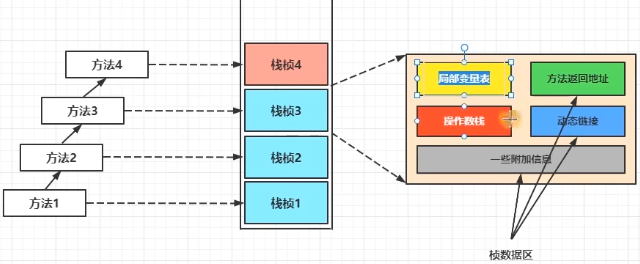 方法4
方法3
方法2
方法1
栈桢4
栈桢3
栈桢2
栈桢1
局部变量表
方法返回地址
操作数栈
动态链接
一些附加信息
桢数据区